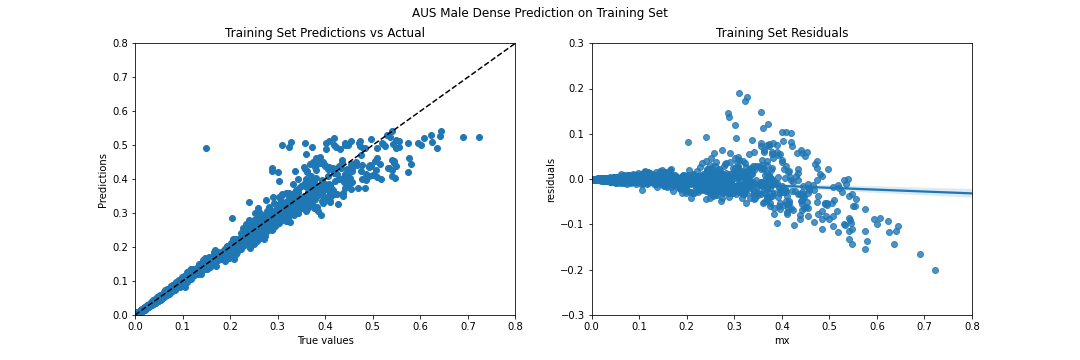 AUS Male Dense Prediction on Training Set
Training Set Predictions vs Actual
0.8
0.7
0.6
0.5
0.4
0.3
0.2
0.1
0.0
Predictions
0.0 0.1 0.2 0.3 0.4 0.5 0.6 0.7 0.8
True values
Training Set Residuals
0.3
0.2
0.1
0.0
−0.1
−0.2
−0.3
residuals
0.0 0.1 0.2 0.3 0.4 0.5 0.6 0.7 0.8
mx